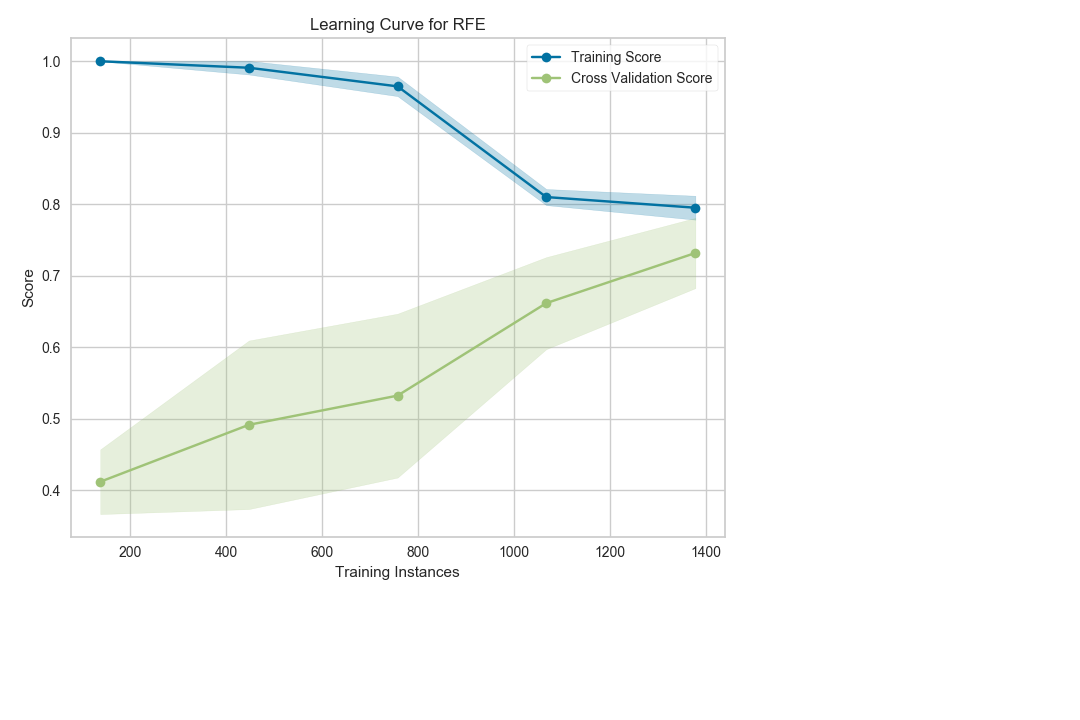 Learning Curve for RFE
Training Score
Cross Validation Score
1.0
0.9
0.8
0.7
0.6
0.5
0.4
Score
200 400 600 800 1000 1200 1400
Training Instances